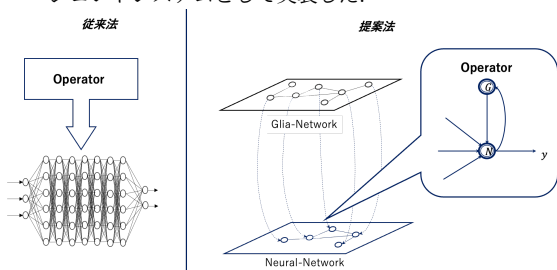 従来法
提案法
Operator
Operator
G
Glia-Network
N
y
Neural-Network